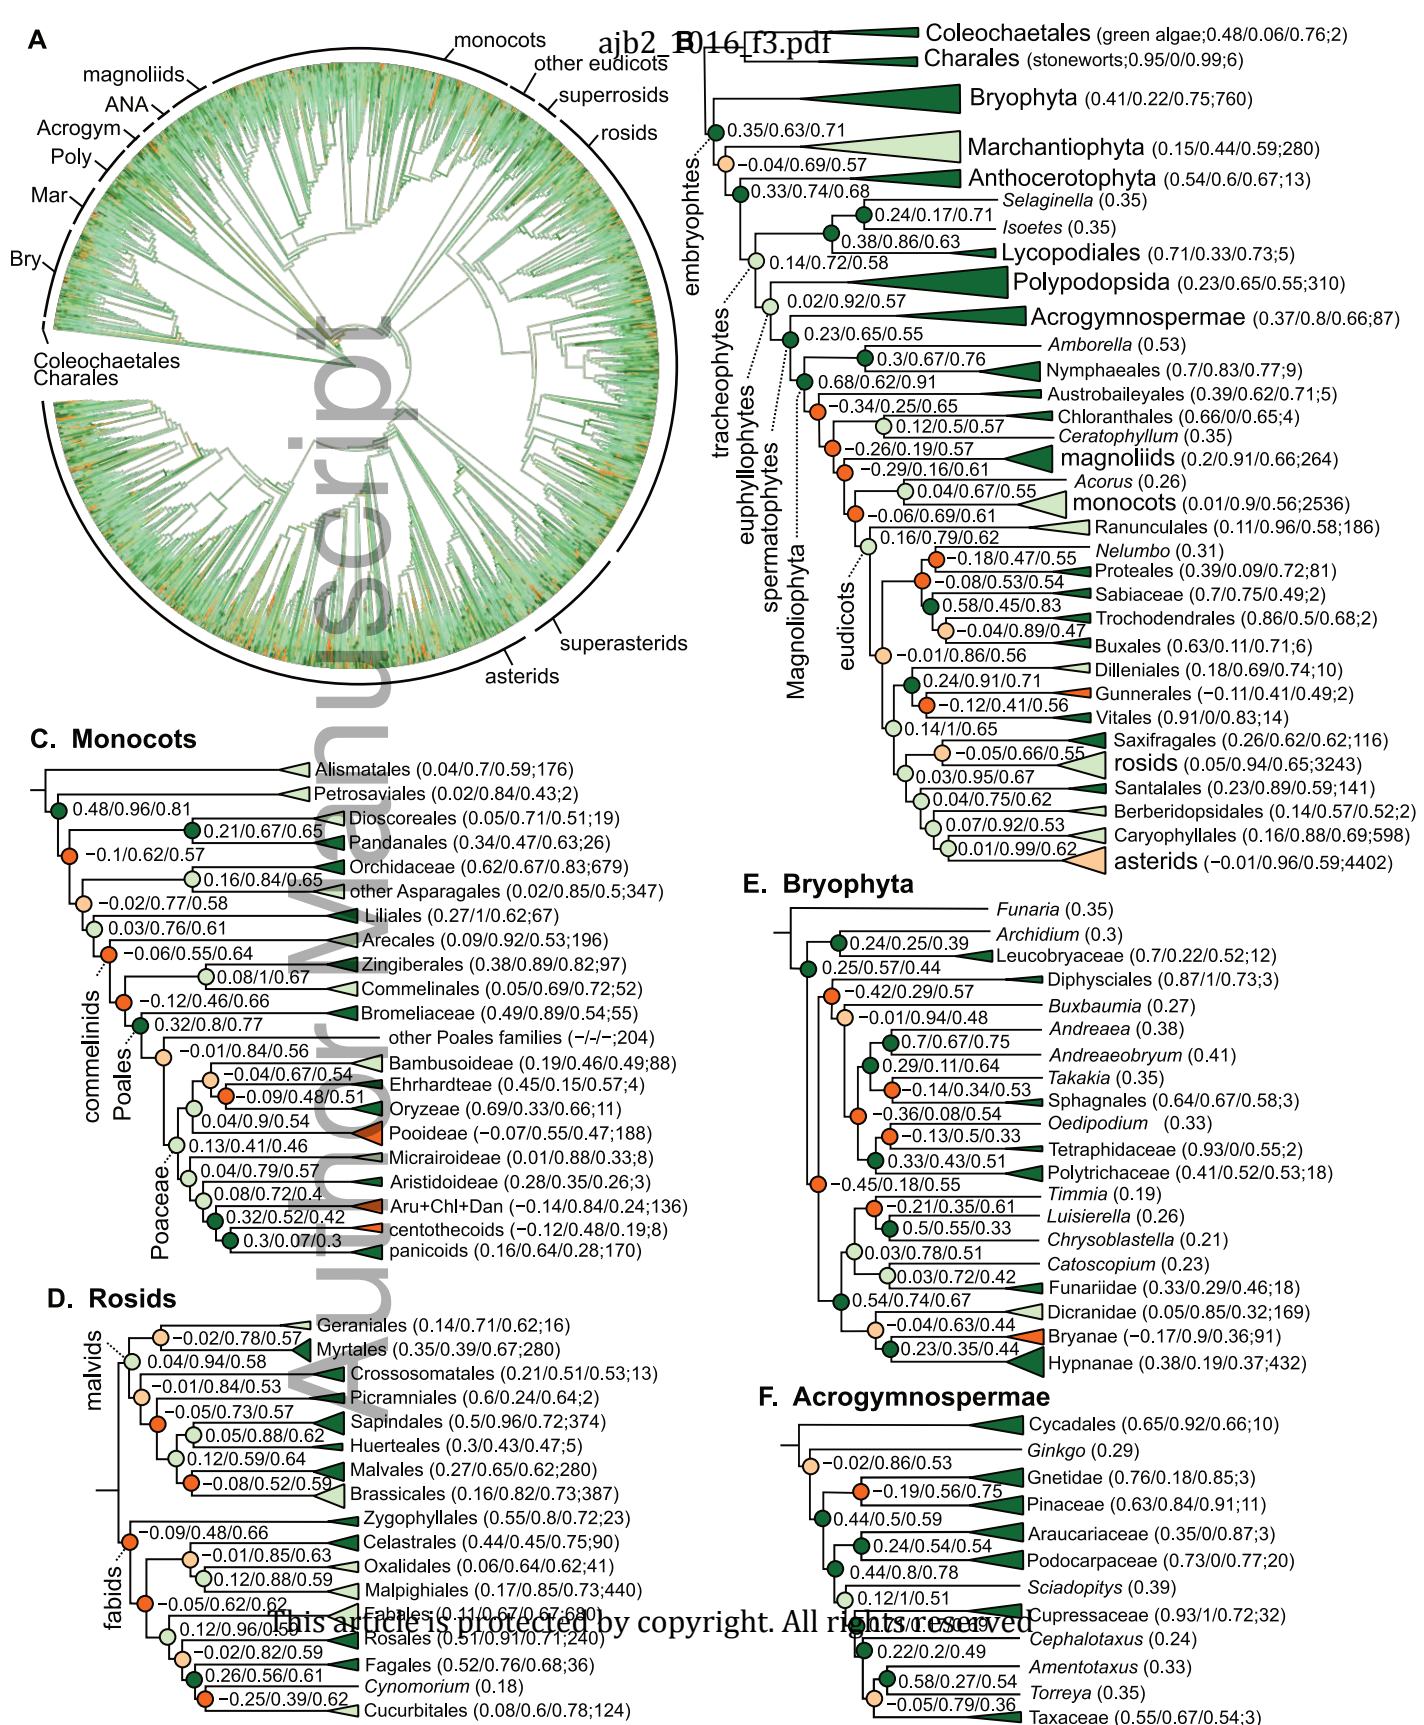 ajb2_1016_f3.pdf
A
monocots
other eudicots
superrosids
rosids
magnoliids
ANA
Acrogym
Poly
Mar
Bry
Coleochaetales
Charales
superasterids
asterids
B
Coleochaetales (green algae;0.48/0.06/0.76;2)
Charales (stoneworts;0.95/0/0.99;6)
Bryophyta (0.41/0.22/0.75;760)
0.35/0.63/0.71
Marchantiophyta (0.15/0.44/0.59;280)
−0.04/0.69/0.57
Anthocerotophyta (0.54/0.6/0.67;13)
0.33/0.74/0.68
Selaginella (0.35)
0.24/0.17/0.71
Isoetes (0.35)
0.38/0.86/0.63
Lycopodiales (0.71/0.33/0.73;5)
0.14/0.72/0.58
Polypodopsida (0.23/0.65/0.55;310)
0.02/0.92/0.57
Acrogymnospermae (0.37/0.8/0.66;87)
0.23/0.65/0.55
Amborella (0.53)
0.3/0.67/0.76
Nymphaeales (0.7/0.83/0.77;9)
0.68/0.62/0.91
Austrobaileyales (0.39/0.62/0.71;5)
−0.34/0.25/0.65
Chloranthales (0.66/0/0.65;4)
0.12/0.5/0.57
Ceratophyllum (0.35)
−0.26/0.19/0.57
magnoliids (0.2/0.91/0.66;264)
−0.29/0.16/0.61
Acorus (0.26)
0.04/0.67/0.55
monocots (0.01/0.9/0.56;2536)
−0.06/0.69/0.61
Ranunculales (0.11/0.96/0.58;186)
0.16/0.79/0.62
Nelumbo (0.31)
−0.18/0.47/0.55
Proteales (0.39/0.09/0.72;81)
−0.08/0.53/0.54
Sabiaceae (0.7/0.75/0.49;2)
0.58/0.45/0.83
Trochodendrales (0.86/0.5/0.68;2)
−0.04/0.89/0.47
Buxales (0.63/0.11/0.71;6)
−0.01/0.86/0.56
Dilleniales (0.18/0.69/0.74;10)
0.24/0.91/0.71
Gunnerales (−0.11/0.41/0.49;2)
−0.12/0.41/0.56
Vitales (0.91/0/0.83;14)
0.14/1/0.65
Saxifragales (0.26/0.62/0.62;116)
−0.05/0.66/0.55
rosids (0.05/0.94/0.65;3243)
0.03/0.95/0.67
Santalales (0.23/0.89/0.59;141)
0.04/0.75/0.62
Berberidopsidales (0.14/0.57/0.52;2)
0.07/0.92/0.53
Caryophyllales (0.16/0.88/0.69;598)
0.01/0.99/0.62
asterids (−0.01/0.96/0.59;4402)
embryophtes
tracheophytes
euphyllophytes
spermatophytes
Magnoliophyta
eudicots
C. Monocots
Alismatales (0.04/0.7/0.59;176)
Petrosaviales (0.02/0.84/0.43;2)
0.48/0.96/0.81
Dioscoreales (0.05/0.71/0.51;19)
0.21/0.67/0.65
Pandanales (0.34/0.47/0.63;26)
−0.1/0.62/0.57
Orchidaceae (0.62/0.67/0.83;679)
0.16/0.84/0.65
other Asparagales (0.02/0.85/0.5;347)
−0.02/0.77/0.58
Liliales (0.27/1/0.62;67)
0.03/0.76/0.61
Arecales (0.09/0.92/0.53;196)
−0.06/0.55/0.64
Zingiberales (0.38/0.89/0.82;97)
0.08/1/0.67
Commelinales (0.05/0.69/0.72;52)
−0.12/0.46/0.66
Bromeliaceae (0.49/0.89/0.54;55)
0.32/0.8/0.77
other Poales families (−/−/−;204)
−0.01/0.84/0.56
Bambusoideae (0.19/0.46/0.49;88)
−0.04/0.67/0.54
Ehrhardteae (0.45/0.15/0.57;4)
−0.09/0.48/0.51
Oryzeae (0.69/0.33/0.66;11)
0.04/0.9/0.54
Pooideae (−0.07/0.55/0.47;188)
0.13/0.41/0.46
Micrairoideae (0.01/0.88/0.33;8)
0.04/0.79/0.57
Aristidoideae (0.28/0.35/0.26;3)
0.08/0.72/0.4
Aru+Chl+Dan (−0.14/0.84/0.24;136)
0.32/0.52/0.42
centothecoids (−0.12/0.48/0.19;8)
0.3/0.07/0.3
panicoids (0.16/0.64/0.28;170)
commelinids
Poales
Poaceae
D. Rosids
Geraniales (0.14/0.71/0.62;16)
−0.02/0.78/0.57
Myrtales (0.35/0.39/0.67;280)
0.04/0.94/0.58
Crossosomatales (0.21/0.51/0.53;13)
−0.01/0.84/0.53
Picramniales (0.6/0.24/0.64;2)
−0.05/0.73/0.57
Sapindales (0.5/0.96/0.72;374)
0.05/0.88/0.62
Huerteales (0.3/0.43/0.47;5)
0.12/0.59/0.64
Malvales (0.27/0.65/0.62;280)
−0.08/0.52/0.59
Brassicales (0.16/0.82/0.73;387)
Zygophyllales (0.55/0.8/0.72;23)
−0.09/0.48/0.66
Celastrales (0.44/0.45/0.75;90)
−0.01/0.85/0.63
Oxalidales (0.06/0.64/0.62;41)
0.12/0.88/0.59
Malpighiales (0.17/0.85/0.73;440)
−0.05/0.62/0.62
Fabales (0.11/0.67/0.67;680)
0.12/0.96/0.59
Rosales (0.51/0.91/0.71;240)
−0.02/0.82/0.59
Fagales (0.52/0.76/0.68;36)
0.26/0.56/0.61
Cynomorium (0.18)
−0.25/0.39/0.62
Cucurbitales (0.08/0.6/0.78;124)
malvids
fabids
E. Bryophyta
Funaria (0.35)
Archidium (0.3)
0.24/0.25/0.39
Leucobryaceae (0.7/0.22/0.52;12)
0.25/0.57/0.44
Diphysciales (0.87/1/0.73;3)
−0.42/0.29/0.57
Buxbaumia (0.27)
−0.01/0.94/0.48
Andreaea (0.38)
0.7/0.67/0.75
Andreaeobryum (0.41)
0.29/0.11/0.64
Takakia (0.35)
−0.14/0.34/0.53
Sphagnales (0.64/0.67/0.58;3)
−0.36/0.08/0.54
Oedipodium (0.33)
−0.13/0.5/0.33
Tetraphidaceae (0.93/0/0.55;2)
0.33/0.43/0.51
Polytrichaceae (0.41/0.52/0.53;18)
−0.45/0.18/0.55
Timmia (0.19)
−0.21/0.35/0.61
Luisierella (0.26)
0.5/0.55/0.33
Chrysoblastella (0.21)
0.03/0.78/0.51
Catoscopium (0.23)
0.03/0.72/0.42
Funariidae (0.33/0.29/0.46;18)
0.54/0.74/0.67
Dicranidae (0.05/0.85/0.32;169)
−0.04/0.63/0.44
Bryanae (−0.17/0.9/0.36;91)
0.23/0.35/0.44
Hypnanae (0.38/0.19/0.37;432)
F. Acrogymnospermae
Cycadales (0.65/0.92/0.66;10)
Ginkgo (0.29)
−0.02/0.86/0.53
Gnetidae (0.76/0.18/0.85;3)
−0.19/0.56/0.75
Pinaceae (0.63/0.84/0.91;11)
0.44/0.5/0.59
Araucariaceae (0.35/0/0.87;3)
0.24/0.54/0.54
Podocarpaceae (0.73/0/0.77;20)
0.44/0.8/0.78
Sciadopitys (0.39)
0.12/1/0.51
Cupressaceae (0.93/1/0.72;32)
Cephalotaxus (0.24)
0.22/0.2/0.49
Amentotaxus (0.33)
0.58/0.27/0.54
Torreya (0.35)
−0.05/0.79/0.36
Taxaceae (0.55/0.67/0.54;3)
Author Manuscript
This article is protected by copyright. All rights reserved